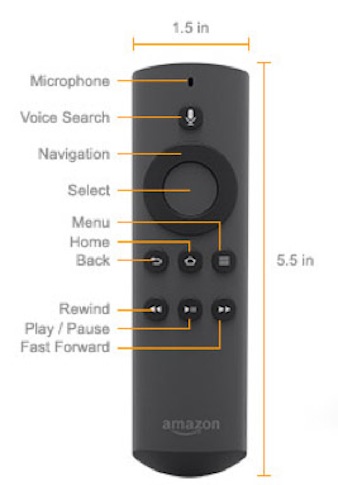 1.5 in
Microphone
Voice Search
Navigation
Select
Menu
Home
Back
5.5 in
Rewind
Play / Pause
Fast Forward
amazon